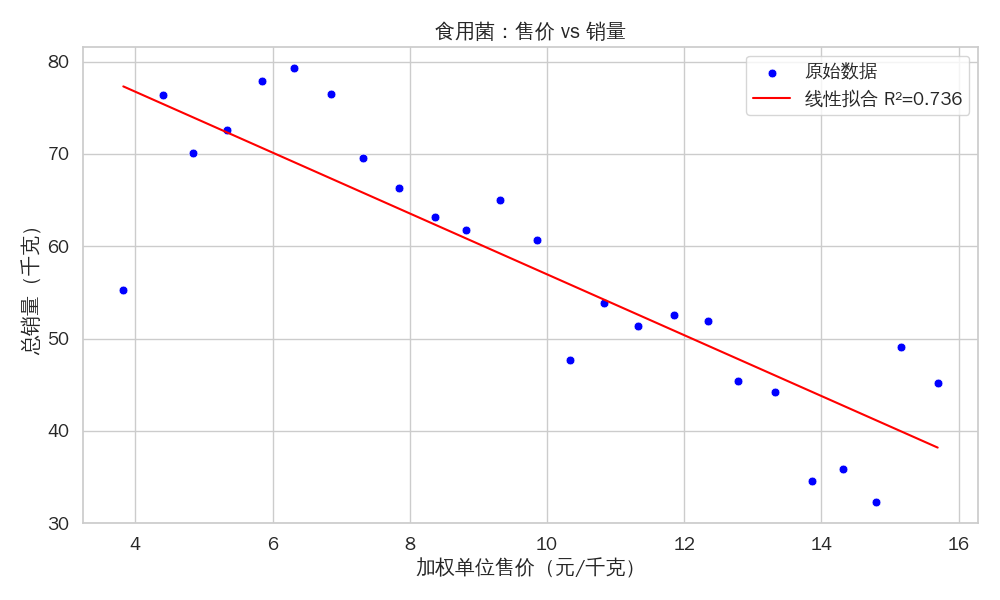 食用菌：售价 vs 销量
原始数据
线性拟合 R²=0.736
总销量（千克）
80
70
60
50
40
30
4 6 8 10 12 14 16
加权单位售价（元/千克）